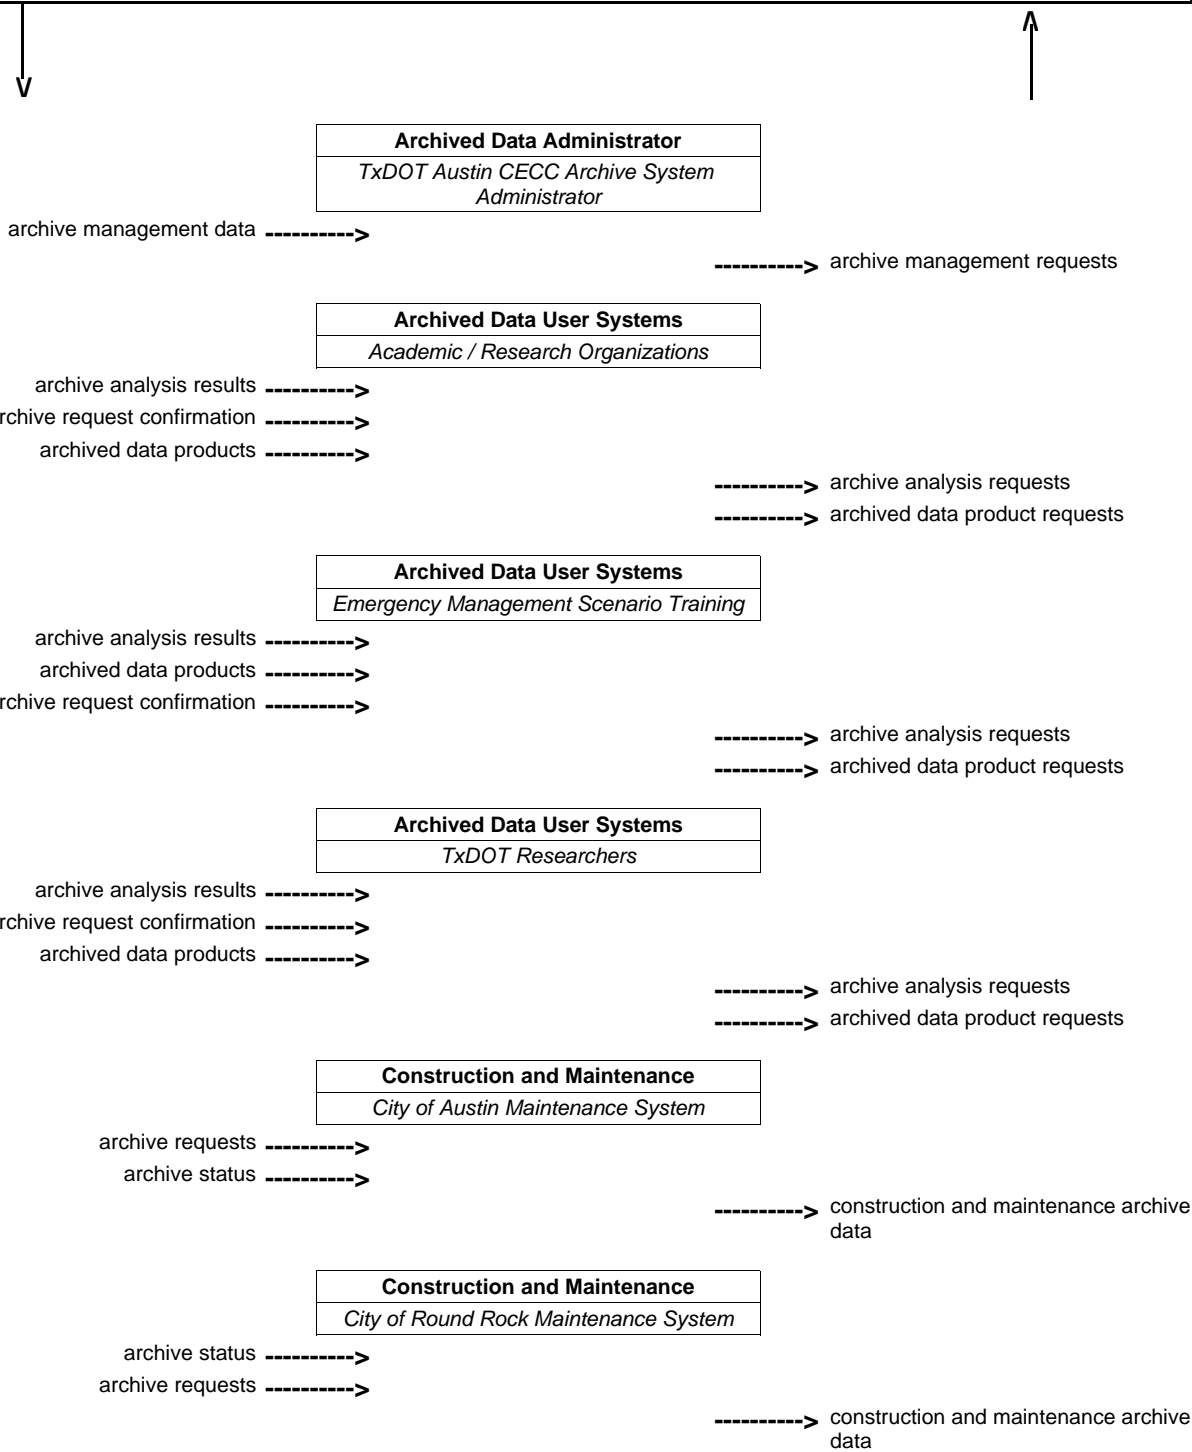 Archived Data Administrator
TxDOT Austin CECC Archive System
Administrator
archive management data
archive management requests
Archived Data User Systems
Academic / Research Organizations
archive analysis results
rchive request confirmation
archived data products
archive analysis requests
archived data product requests
Archived Data User Systems
Emergency Management Scenario Training
archive analysis results
archived data products
rchive request confirmation
archive analysis requests
archived data product requests
Archived Data User Systems
TxDOT Researchers
archive analysis results
rchive request confirmation
archived data products
archive analysis requests
archived data product requests
Construction and Maintenance
City of Austin Maintenance System
archive requests
archive status
construction and maintenance archive
data
Construction and Maintenance
City of Round Rock Maintenance System
archive status
archive requests
construction and maintenance archive
data